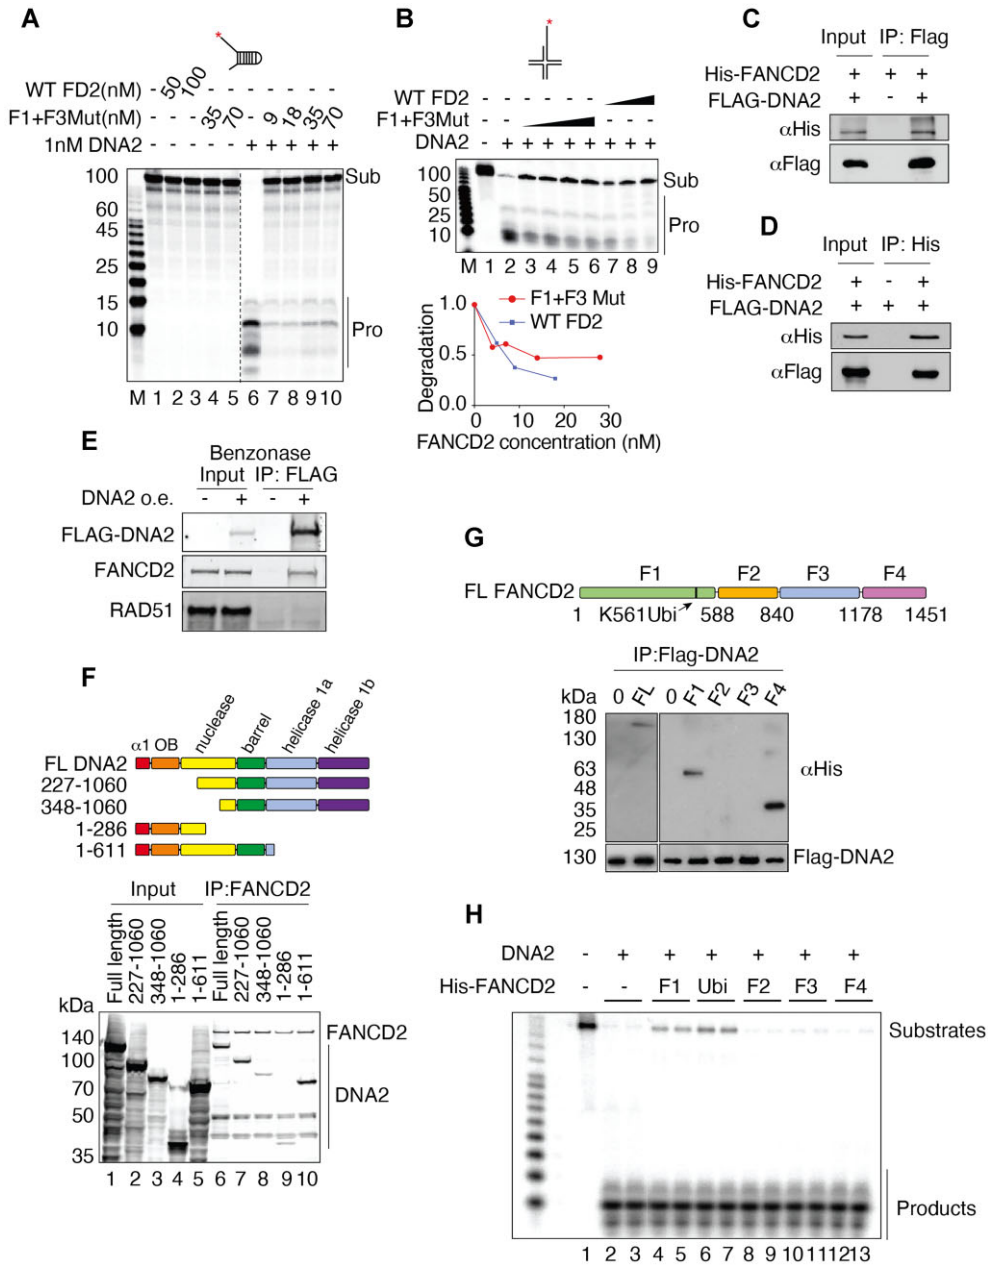 A
WT FD2(nM) - 50 100 - - - - - - -
F1+F3Mut(nM) - - - 35 70 - 9 18 35 70
1nM DNA2 - - - - - + + + + +
100
60
45
25
15
10
Sub
Pro
M 1 2 3 4 5 6 7 8 9 10
B
WT FD2 - - - - - -
F1+F3Mut - - - - -
DNA2 - + + + + + + + +
100
50
25
10
Sub
Pro
M 1 2 3 4 5 6 7 8 9
F1+F3 Mut
WT FD2
Degradation
1.0
0.5
0.0
0 10 20 30
FANCD2 concentration (nM)
C
Input IP: Flag
His-FANCD2 + + +
FLAG-DNA2 + - +
αHis
αFlag
D
Input IP: His
His-FANCD2 + - +
FLAG-DNA2 + + +
αHis
αFlag
E
Benzonase
Input IP: FLAG
DNA2 o.e. - + - +
FLAG-DNA2
FANCD2
RAD51
F
α1 OB nuclease barrel helicase 1a helicase 1b
FL DNA2
227-1060
348-1060
1-286
1-611
Input IP:FANCD2
Full length 227-1060 348-1060 1-286 1-611 Full length 227-1060 348-1060 1-286 1-611
kDa
140
100
70
50
35
FANCD2
DNA2
1 2 3 4 5 6 7 8 9 10
G
F1 F2 F3 F4
FL FANCD2
1 K561Ubi 588 840 1178 1451
IP:Flag-DNA2
kDa 0 FL 0 F1 F2 F3 F4
180
130
63
48
35
25
αHis
130
Flag-DNA2
H
DNA2 - + + + + + +
His-FANCD2 - - F1 Ubi F2 F3 F4
Substrates
Products
1 2 3 4 5 6 7 8 9 10 11 12 13